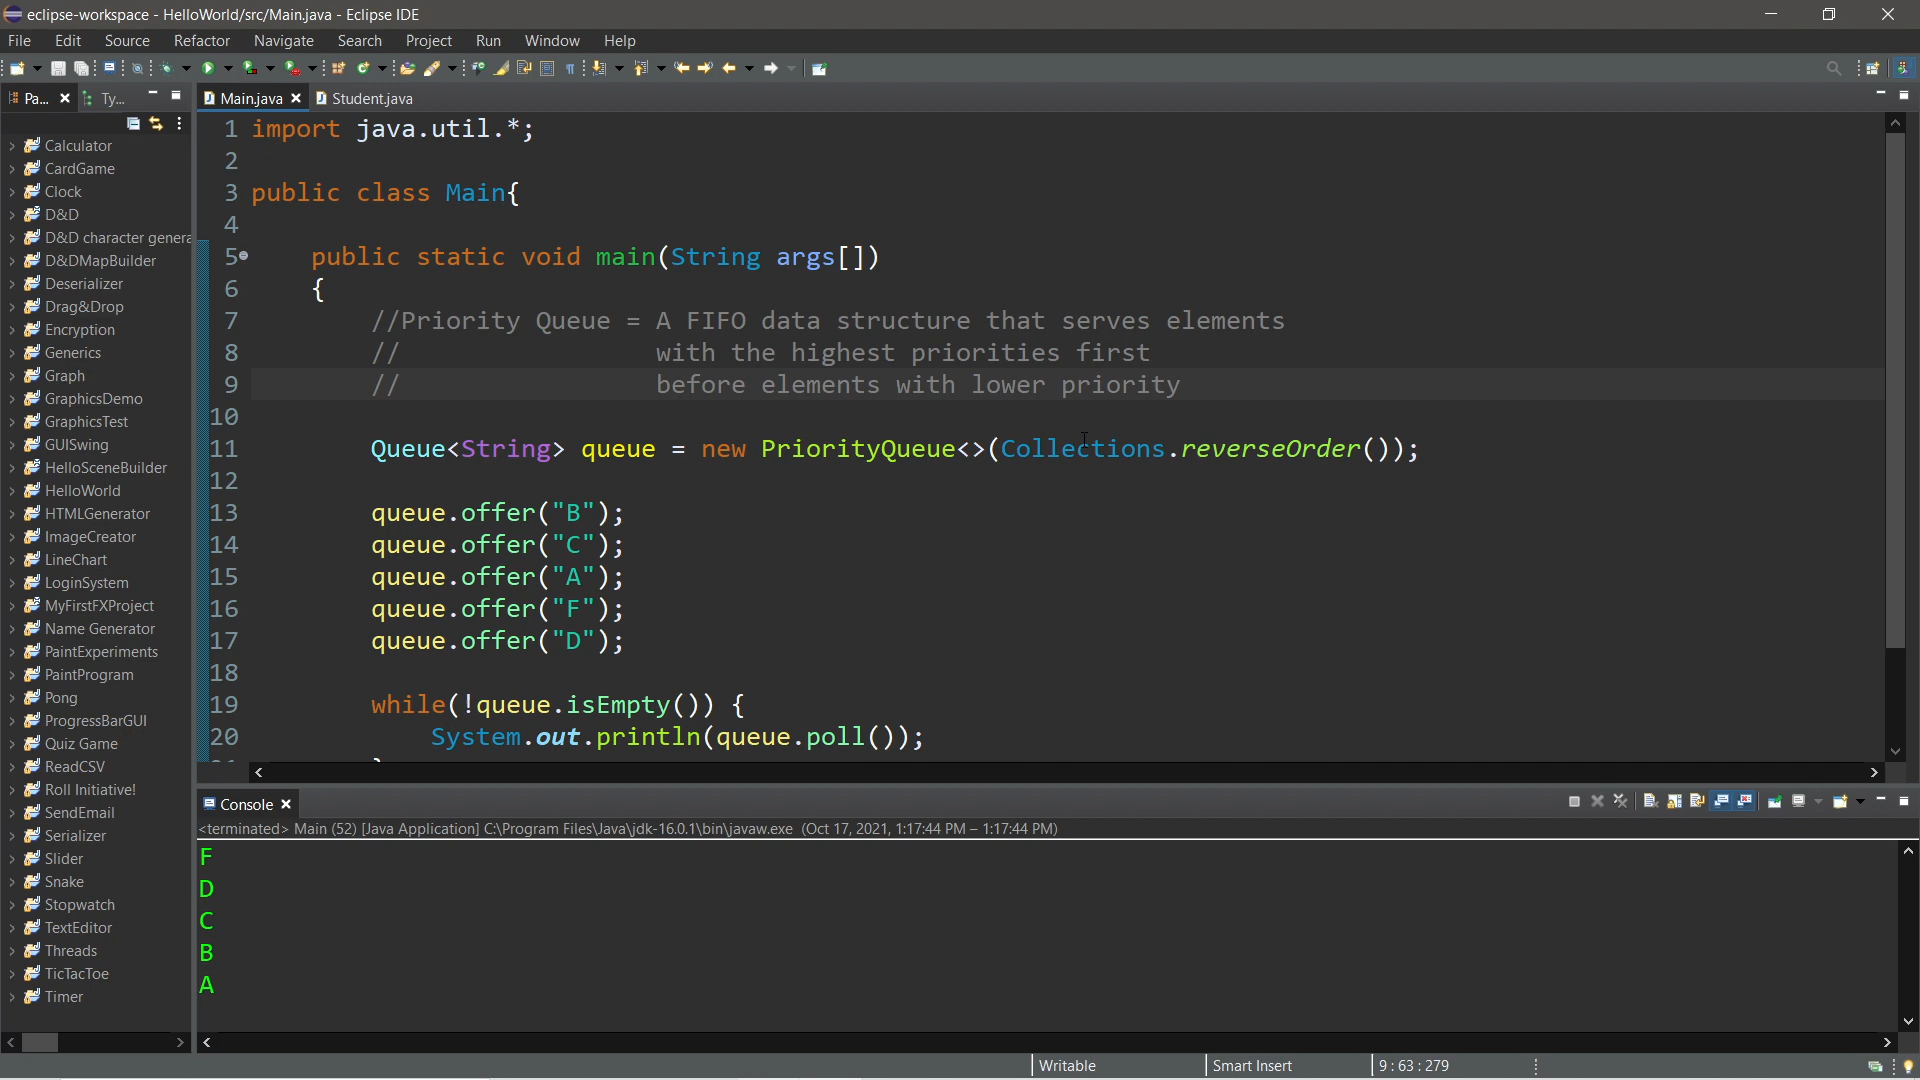 eclipse-workspace - HelloWorld/src/Main.java - Eclipse IDE
File Edit Source Refactor Navigate Search Project Run Window Help
Pa... Ty... Main.java Student.java
Calculator
CardGame
Clock
D&D
D&D character genera
D&DMapBuilder
Deserializer
Drag&Drop
Encryption
Generics
Graph
GraphicsDemo
GraphicsTest
GUISwing
HelloSceneBuilder
HelloWorld
HTMLGenerator
ImageCreator
LineChart
LoginSystem
MyFirstFXProject
Name Generator
PaintExperiments
PaintProgram
Pong
ProgressBarGUI
Quiz Game
ReadCSV
Roll Initiative!
SendEmail
Serializer
Slider
Snake
Stopwatch
TextEditor
Threads
TicTacToe
Timer
1 import java.util.*;
2
3 public class Main{
4
5 public static void main(String args[])
6 {
7 //Priority Queue = A FIFO data structure that serves elements
8 // with the highest priorities first
9 // before elements with lower priority
10
11 Queue<String> queue = new PriorityQueue<>(Collections.reverseOrder());
12
13 queue.offer("B");
14 queue.offer("C");
15 queue.offer("A");
16 queue.offer("F");
17 queue.offer("D");
18
19 while(!queue.isEmpty()) {
20 System.out.println(queue.poll());
Console
<terminated> Main (52) [Java Application] C:\Program Files\Java\jdk-16.0.1\bin\javaw.exe (Oct 17, 2021, 1:17:44 PM – 1:17:44 PM)
F
D
C
B
A
Writable Smart Insert 9 : 63 : 279